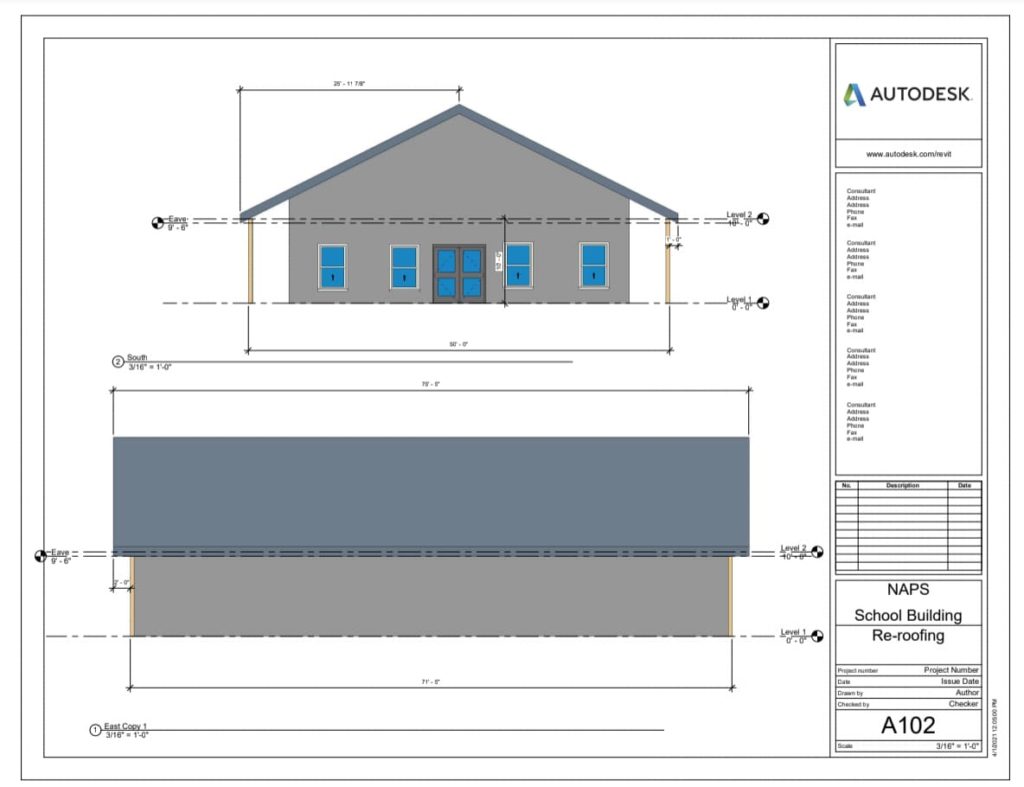 25' - 11 7/8"
Eave
9' - 6"
Level 2
10' - 0"
1' - 0"
10' - 0"
1
1
1
1
Level 1
0' - 0"
50' - 0"
2
South
3/16" = 1'-0"
Eave
9' - 6"
Level 2
10' - 0"
2' - 0"
Level 1
0' - 0"
71' - 0"
1
East Copy 1
3/16" = 1'-0"
AUTODESK
www.autodesk.com/revit
Consultant
Address
Address
Phone
Fax
e-mail
Consultant
Address
Address
Phone
Fax
e-mail
Consultant
Address
Address
Phone
Fax
e-mail
Consultant
Address
Address
Phone
Fax
e-mail
Consultant
Address
Address
Phone
Fax
e-mail
No. Description Date
NAPS
School Building
Re-roofing
Project number Project Number
Date Issue Date
Drawn by Author
Checked by Checker
A102
Scale 3/16" = 1'-0"
4/1/2021 12:05:00 PM